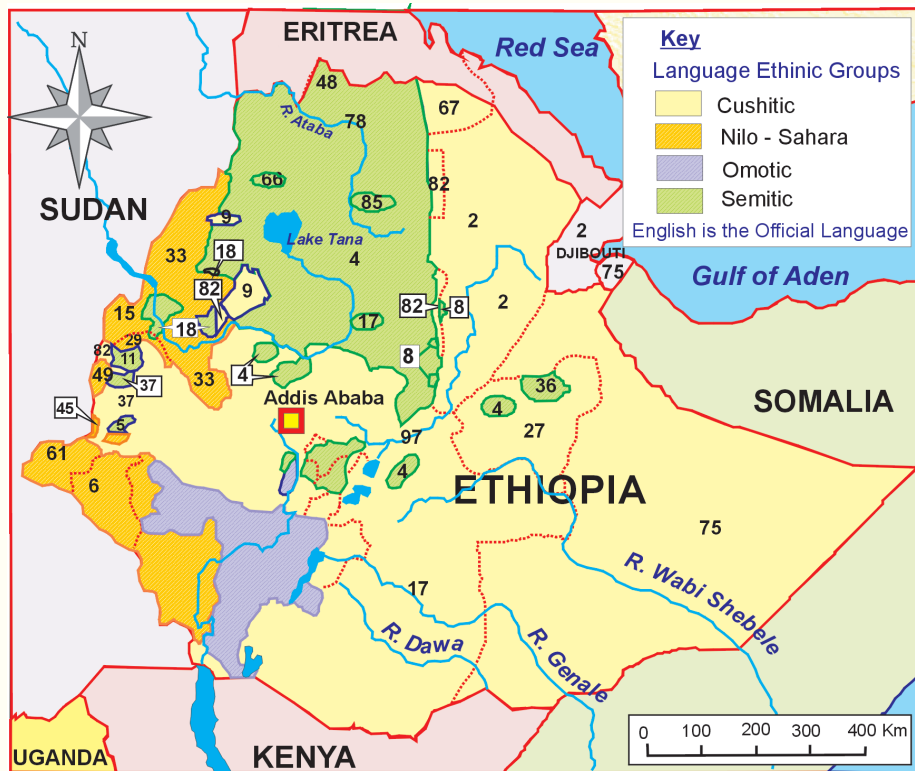 ERITREA
Red Sea
Key
Language Ethinic Groups
Cushitic
Nilo - Sahara
Omotic
Semitic
English is the Official Language
N
48
R. Ataba
78
67
66
85
82
2
SUDAN
9
Lake Tana
4
2
DJIBOUTI
75
Gulf of Aden
33
18
82
9
2
82
8
15
18
17
29
82
11
8
49
37
33
4
37
36
45
5
Addis Ababa
4
SOMALIA
27
97
61
6
4
ETHIOPIA
75
R. Wabi Shebele
17
R. Dawa
R. Genale
0 100 200 300 400 Km
UGANDA
KENYA